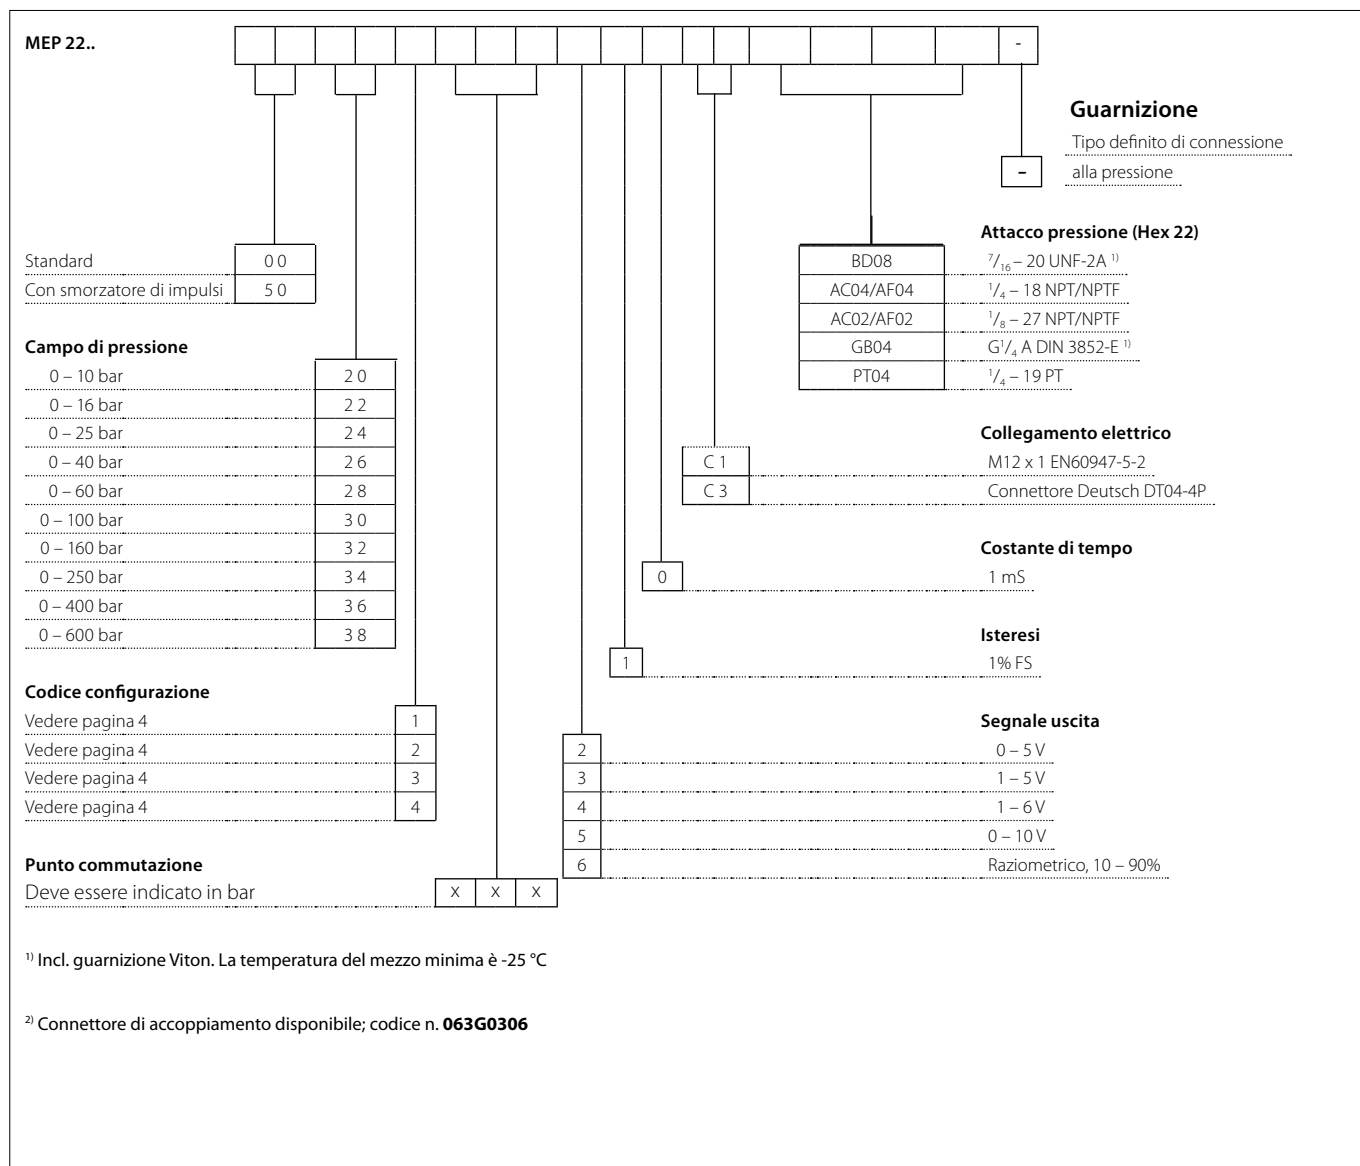 MEP 22.. -
Guarnizione
Tipo definito di connessione
– alla pressione
Attacco pressione (Hex 22)
Standard 0 0
Con smorzatore di impulsi 5 0
BD08 7/16 – 20 UNF-2A 1)
AC04/AF04 1/4 – 18 NPT/NPTF
AC02/AF02 1/8 – 27 NPT/NPTF
GB04 G1/4 A DIN 3852-E 1)
PT04 1/4 – 19 PT
Campo di pressione
0 – 10 bar 2 0
0 – 16 bar 2 2
0 – 25 bar 2 4
0 – 40 bar 2 6
0 – 60 bar 2 8
0 – 100 bar 3 0
0 – 160 bar 3 2
0 – 250 bar 3 4
0 – 400 bar 3 6
0 – 600 bar 3 8
Collegamento elettrico
C 1 M12 x 1 EN60947-5-2
C 3 Connettore Deutsch DT04-4P
Costante di tempo
0 1 mS
Isteresi
1 1% FS
Codice configurazione
Vedere pagina 4 1
Vedere pagina 4 2
Vedere pagina 4 3
Vedere pagina 4 4
Segnale uscita
2 0 – 5 V
3 1 – 5 V
4 1 – 6 V
5 0 – 10 V
6 Raziometrico, 10 – 90%
Punto commutazione
Deve essere indicato in bar X X X
1) Incl. guarnizione Viton. La temperatura del mezzo minima è -25 °C
2) Connettore di accoppiamento disponibile; codice n. 063G0306